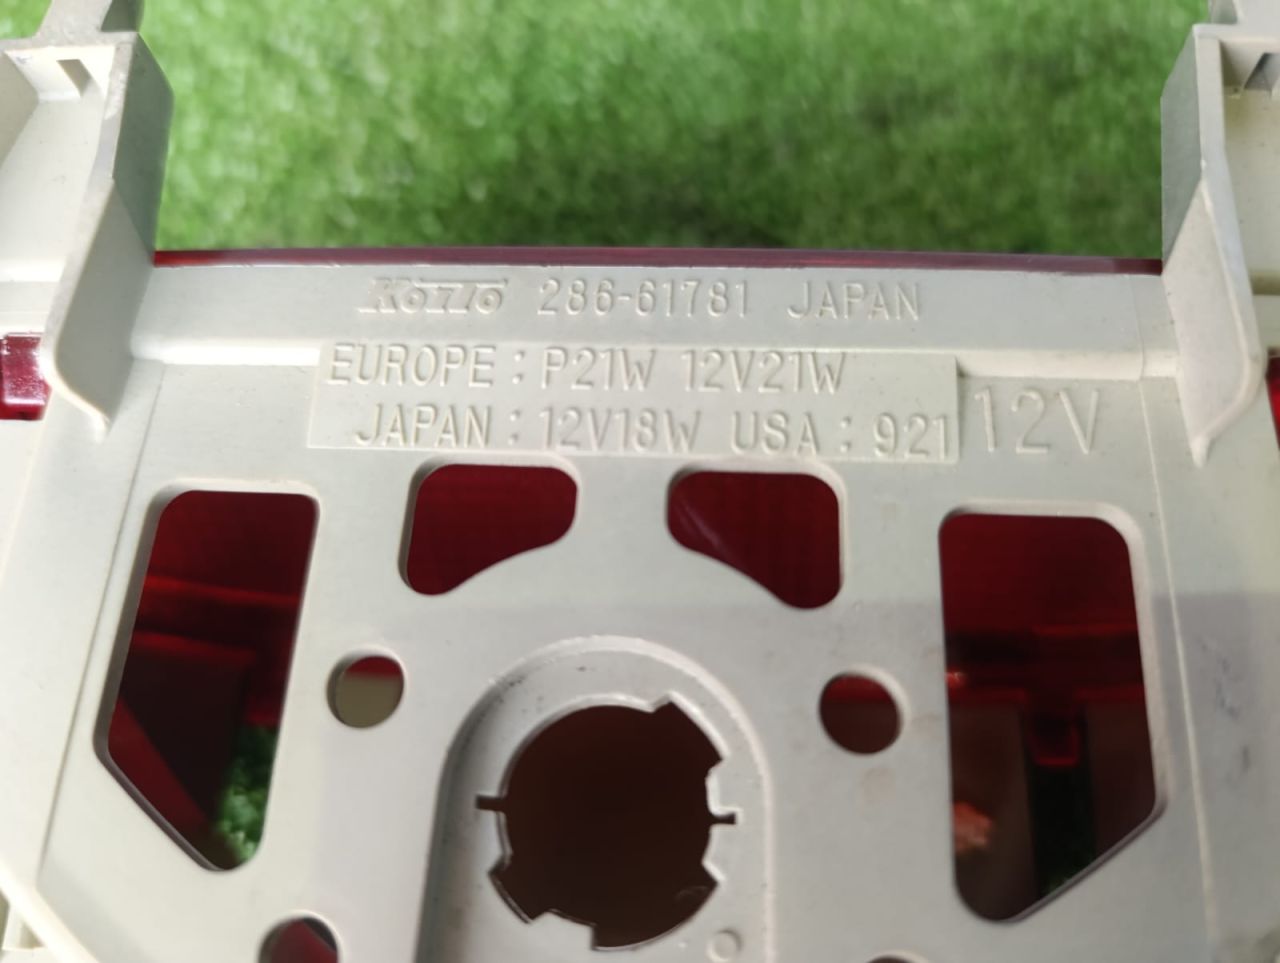 KOITO 286-61781 JAPAN
EUROPE : P21W 12V21W
JAPAN : 12V18W USA : 921
12V